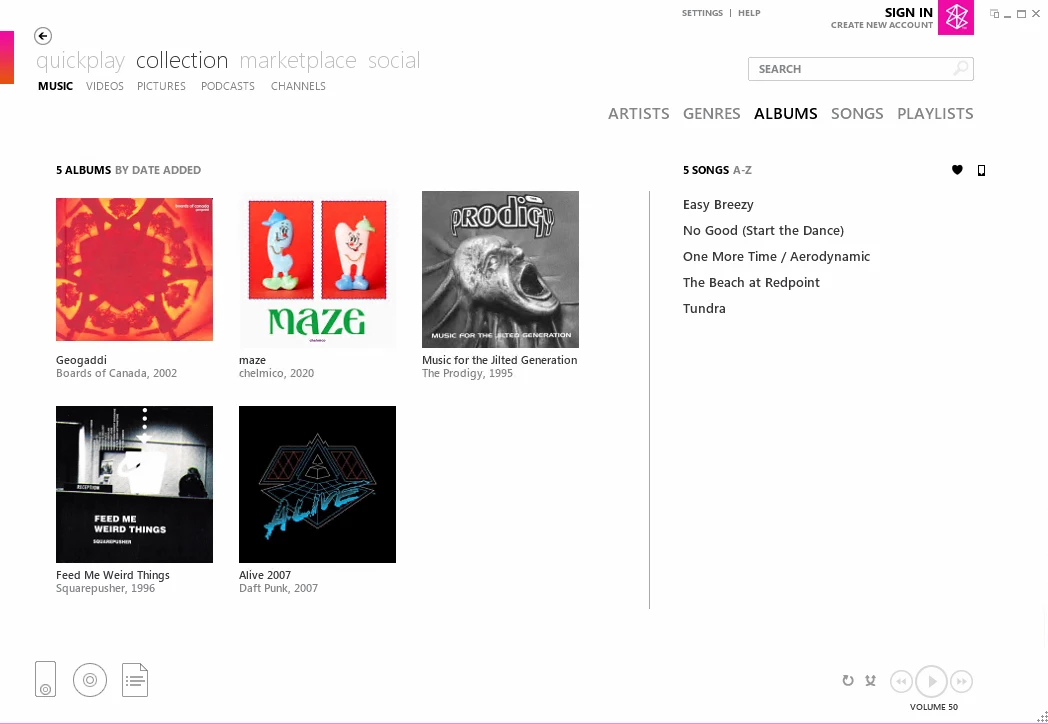 SETTINGS | HELP
SIGN IN
CREATE NEW ACCOUNT
quickplay collection marketplace social
MUSIC VIDEOS PICTURES PODCASTS CHANNELS
SEARCH
ARTISTS GENRES ALBUMS SONGS PLAYLISTS
5 ALBUMS BY DATE ADDED
boards of canada
geogaddi
Geogaddi
Boards of Canada, 2002
MAZE
chelmico
maze
chelmico, 2020
THE
PRODIGY
MUSIC FOR THE JILTED GENERATION
Music for the Jilted Generation
The Prodigy, 1995
RECEPTION
FEED ME
WEIRD THINGS
SQUAREPUSHER
Feed Me Weird Things
Squarepusher, 1996
ALIVE
Alive 2007
Daft Punk, 2007
5 SONGS A-Z
Easy Breezy
No Good (Start the Dance)
One More Time / Aerodynamic
The Beach at Redpoint
Tundra
VOLUME 50